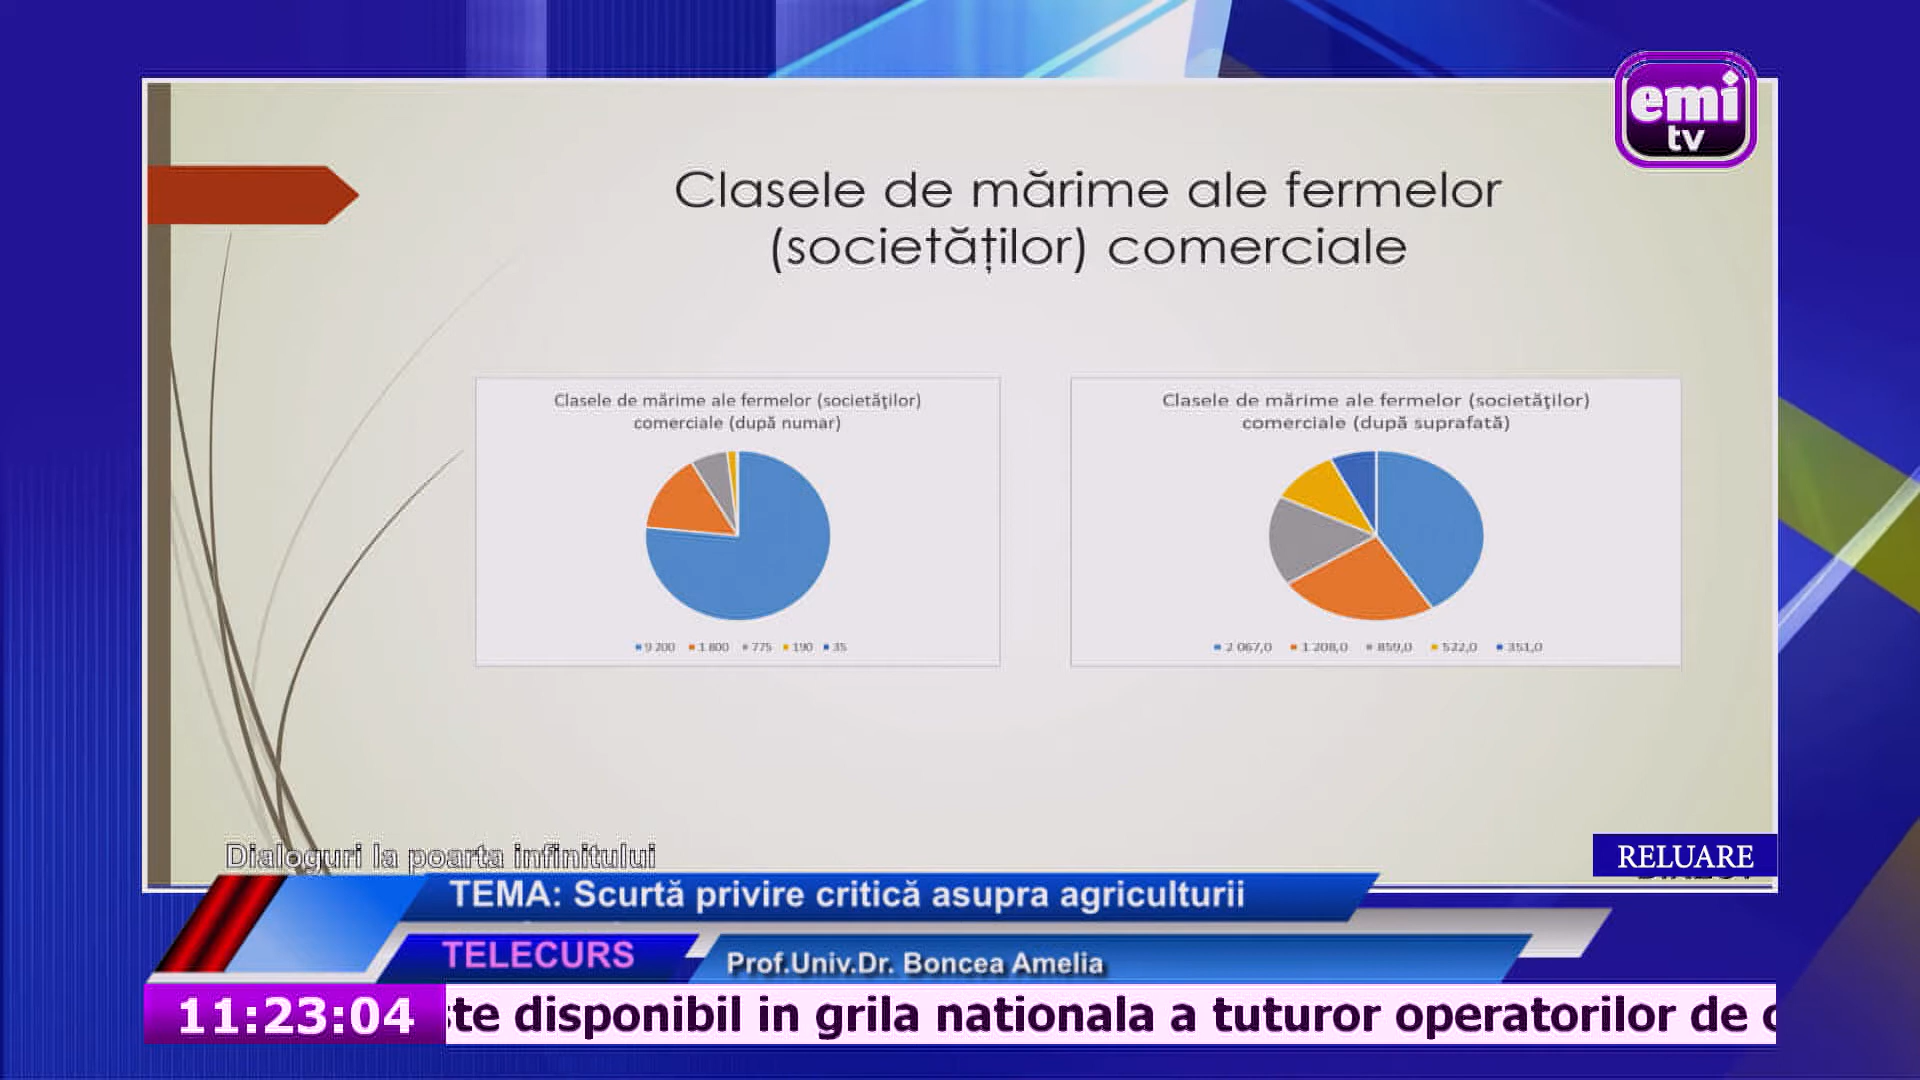 emi
tv
Clasele de mărime ale fermelor
(societăților) comerciale
Clasele de mărime ale fermelor (societăţilor)
comerciale (după numar)
9 200 1 800 775 190 35
Clasele de mărime ale fermelor (societăţilor)
comerciale (după suprafată)
2 067,0 1 208,0 859,0 522,0 351,0
Dialoguri la poarta infinitului
RELUARE
TEMA: Scurtă privire critică asupra agriculturii
TELECURS
Prof.Univ.Dr. Boncea Amelia
11:23:04
te disponibil in grila nationala a tuturor operatorilor de